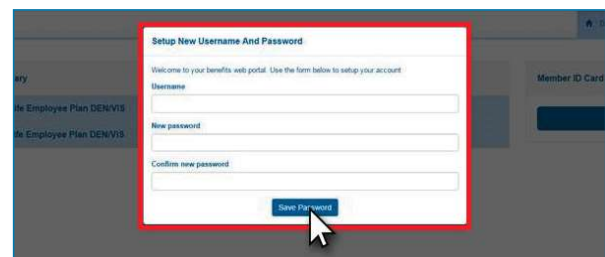 Setup New Username And Password
Welcome to your benefits web portal. Use the form below to setup your account
Username
New password
Confirm new password
Save Password
ary
ife Employee Plan DEN/VIS
ife Employee Plan DEN/VIS
Member ID Card